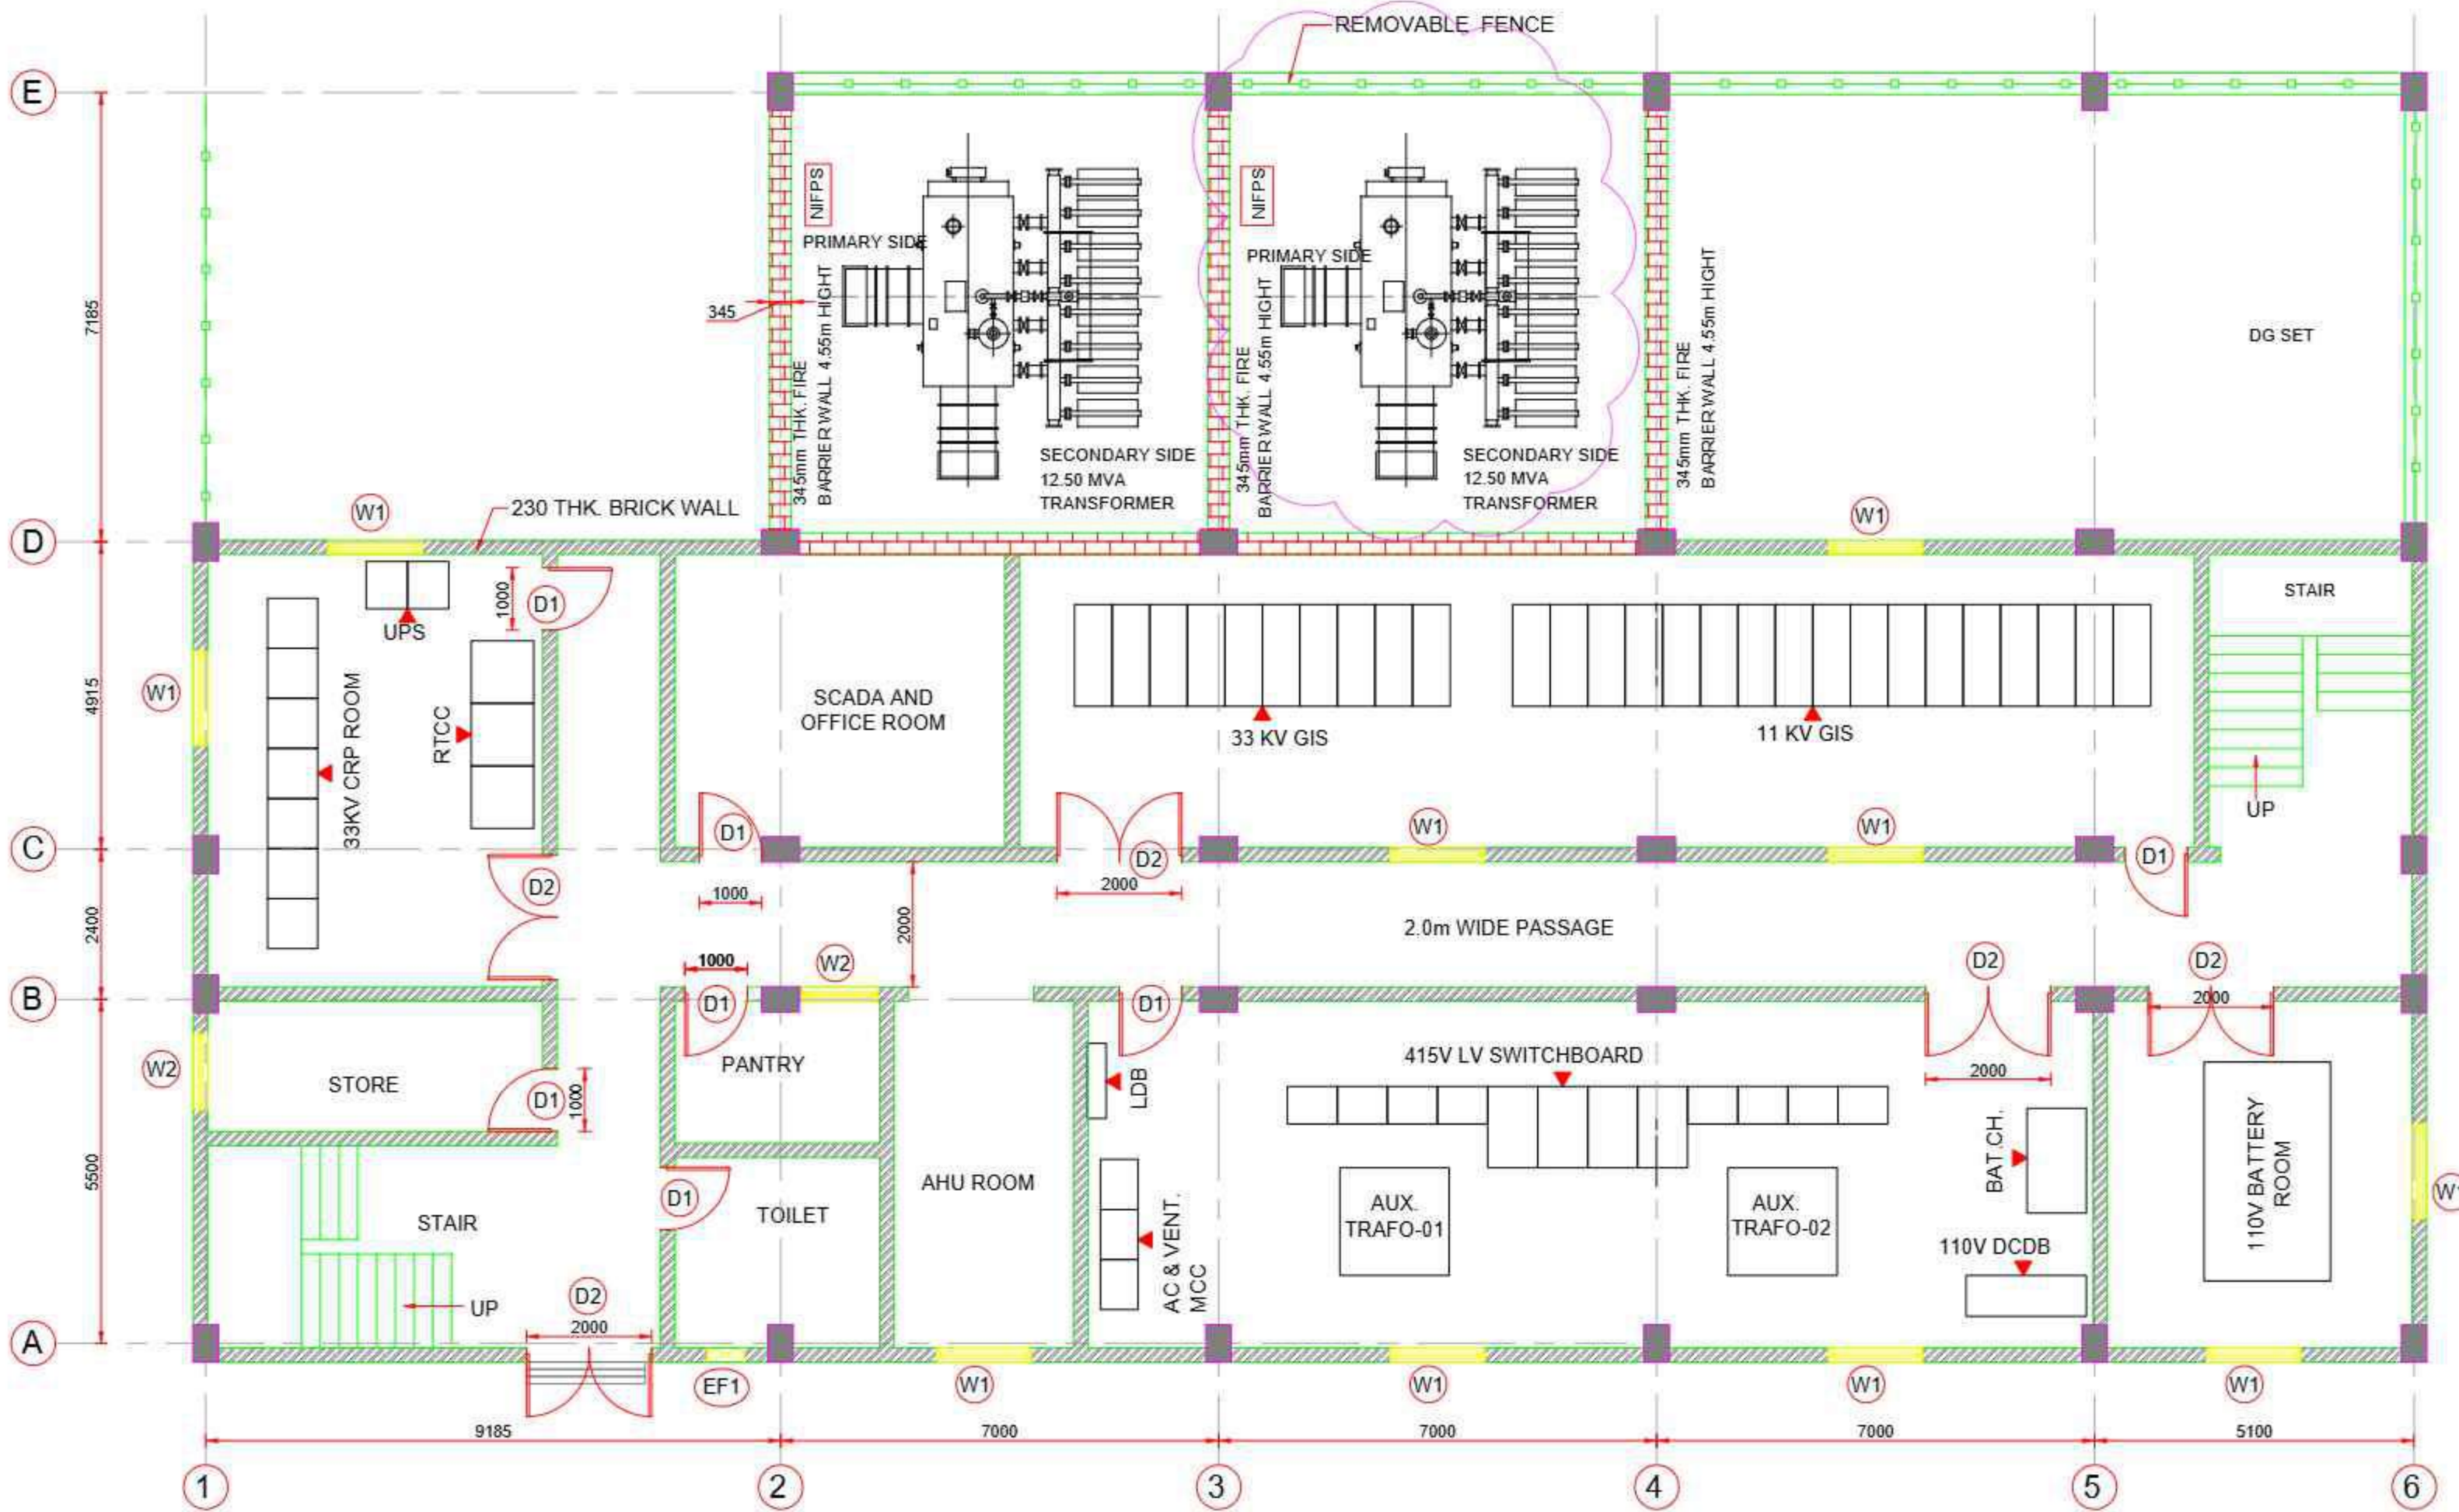 REMOVABLE FENCE
E
NIFPS
NIFPS
PRIMARY SIDE
PRIMARY SIDE
345
7185
345mm THK. FIRE
BARRIER WALL 4.55m HIGHT
345mm THK. FIRE
BARRIER WALL 4.55m HIGHT
345mm THK. FIRE
BARRIER WALL 4.55m HIGHT
DG SET
SECONDARY SIDE
12.50 MVA
TRANSFORMER
SECONDARY SIDE
12.50 MVA
TRANSFORMER
W1
230 THK. BRICK WALL
W1
D
1000
D1
UPS
STAIR
4915
W1
33KV CRP ROOM
RTCC
SCADA AND
OFFICE ROOM
33 KV GIS
11 KV GIS
UP
C
D1
D2
W1
W1
D1
D2
1000
2000
2400
2000
2.0m WIDE PASSAGE
1000
W2
D2
D2
B
D1
D1
2000
W2
STORE
D1
1000
PANTRY
LDB
415V LV SWITCHBOARD
2000
BAT.CH.
110V BATTERY
ROOM
5500
D1
STAIR
TOILET
AHU ROOM
AC & VENT.
MCC
AUX.
TRAFO-01
AUX.
TRAFO-02
W1
110V DCDB
UP
D2
2000
A
EF1
W1
W1
W1
W1
9185
7000
7000
7000
5100
1
2
3
4
5
6